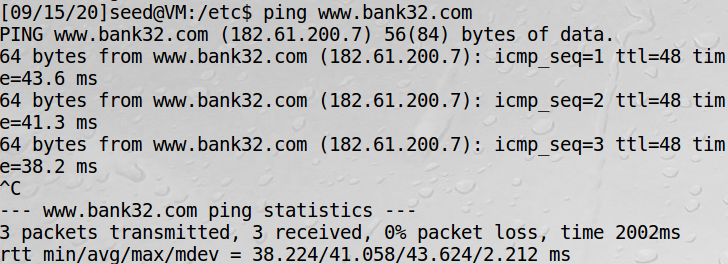 [09/15/20]seed@VM:/etc$ ping www.bank32.com
PING www.bank32.com (182.61.200.7) 56(84) bytes of data.
64 bytes from www.bank32.com (182.61.200.7): icmp_seq=1 ttl=48 tim
e=43.6 ms
64 bytes from www.bank32.com (182.61.200.7): icmp_seq=2 ttl=48 tim
e=41.3 ms
64 bytes from www.bank32.com (182.61.200.7): icmp_seq=3 ttl=48 tim
e=38.2 ms
^C
--- www.bank32.com ping statistics ---
3 packets transmitted, 3 received, 0% packet loss, time 2002ms
rtt min/avg/max/mdev = 38.224/41.058/43.624/2.212 ms